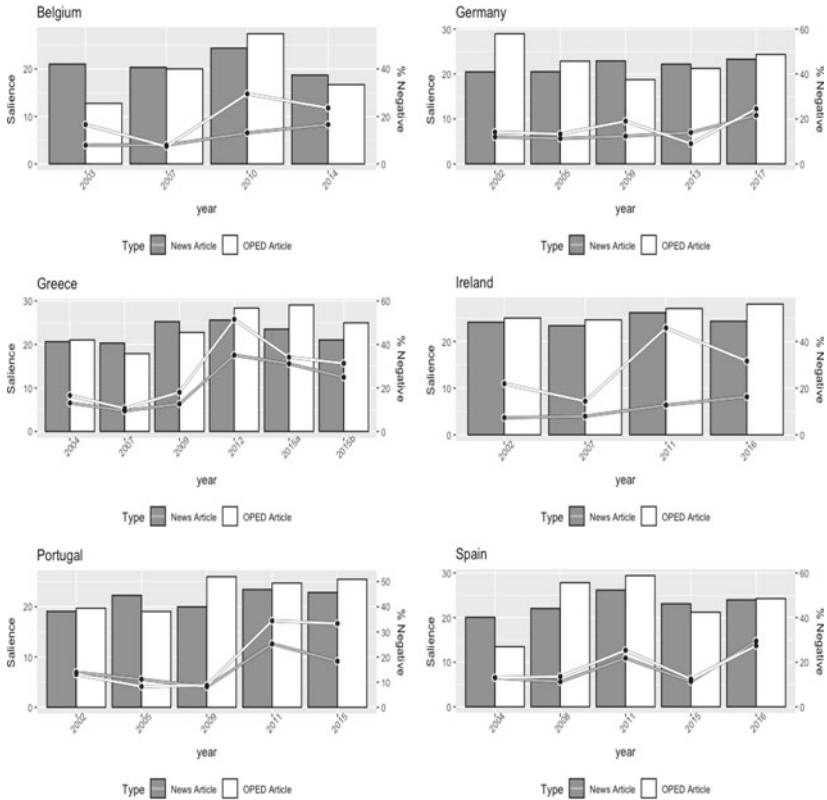 Belgium
Salience
20
10
0
40
20
0
% Negative
2003 2007 2010 2014
year
Type News Article OPED Article
Germany
Salience
30
20
10
0
60
40
20
0
% Negative
2002 2005 2009 2013 2017
year
Type News Article OPED Article
Greece
Salience
30
20
10
0
60
40
20
0
% Negative
2004 2007 2009 2012 2015a 2015b
year
Type News Article OPED Article
Ireland
Salience
20
10
0
40
20
0
% Negative
2002 2007 2011 2016
year
Type News Article OPED Article
Portugal
Salience
20
10
0
50
40
30
20
10
0
% Negative
2002 2005 2009 2011 2015
year
Type News Article OPED Article
Spain
Salience
30
20
10
0
60
40
20
0
% Negative
2004 2008 2011 2015 2016
year
Type News Article OPED Article